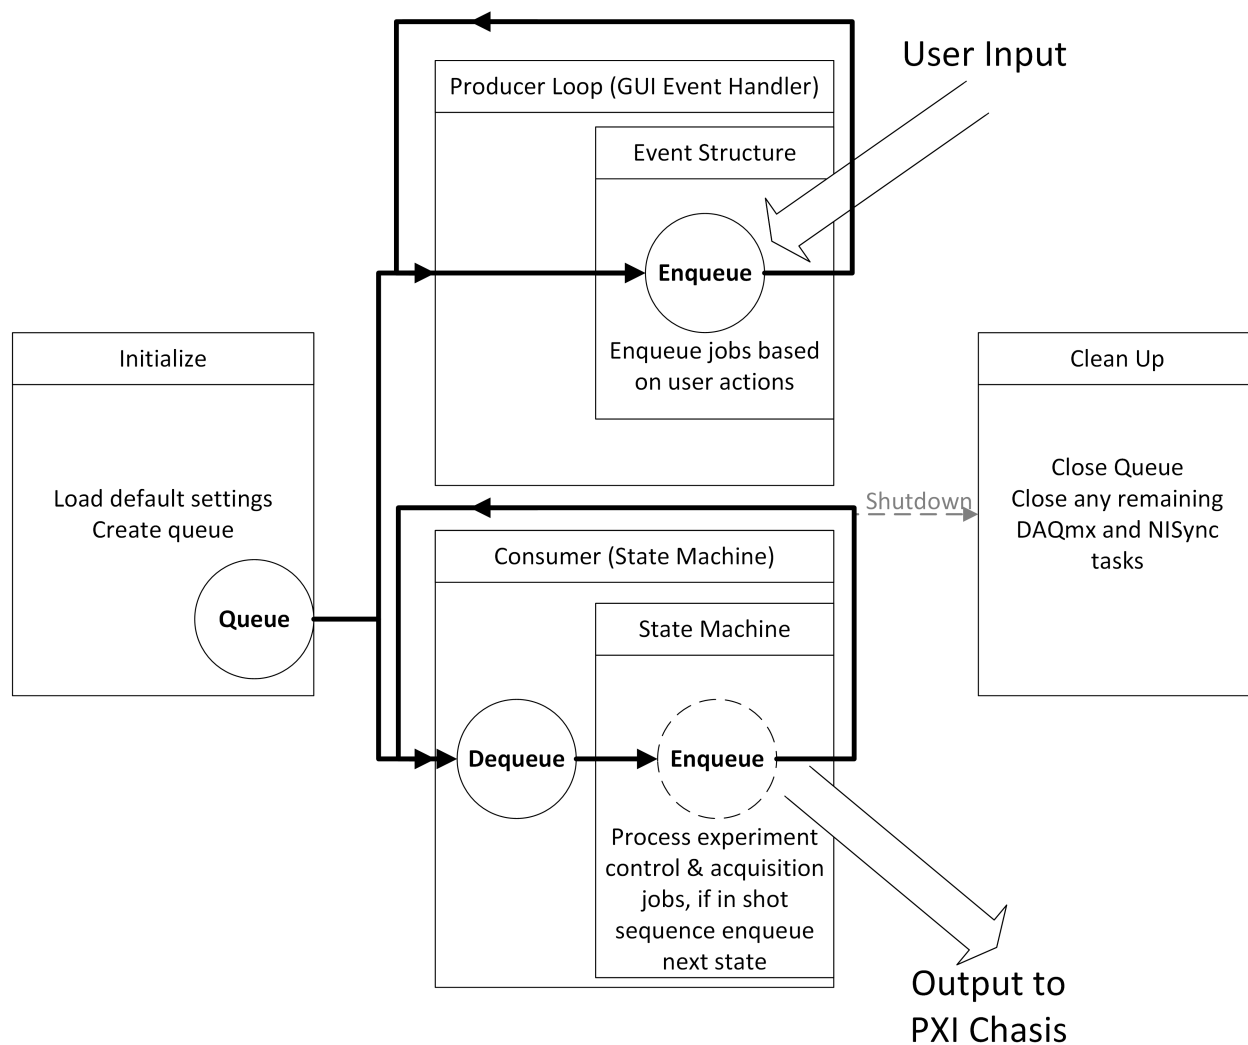 User Input
Producer Loop (GUI Event Handler)
Event Structure
Enqueue
Enqueue jobs based
on user actions
Initialize
Load default settings
Create queue
Queue
Shutdown
Clean Up
Close Queue
Close any remaining
DAQmx and NISync
tasks
Consumer (State Machine)
State Machine
Dequeue
Enqueue
Process experiment
control & acquisition
jobs, if in shot
sequence enqueue
next state
Output to
PXI Chasis